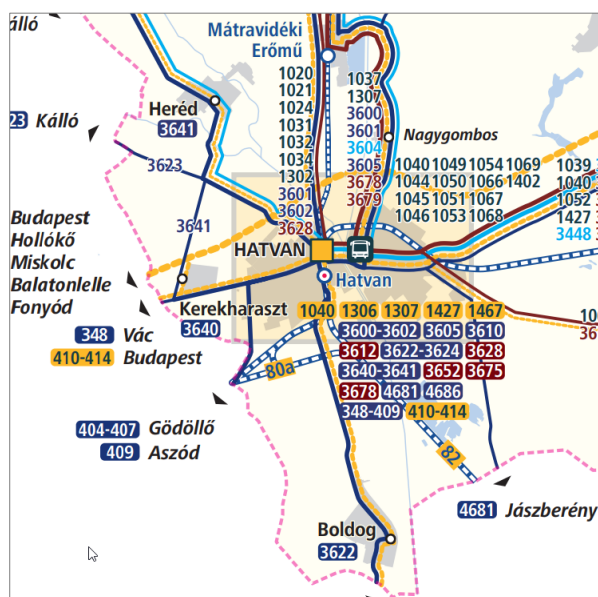 álló
Mátravidéki
Erőmű
1020
1021
1024
1031
1032
1034
1302
3601
3602
3628
1037
1307
3600
3601
3604
3605
3678
3679
Nagygombos
Heréd
3641
23 Kálló
3623
3641
1040 1049 1054 1069
1044 1050 1066 1402
1045 1051 1067
1046 1053 1068
1039
1040
1052
1427
3448
Budapest
Hollókő
Miskolc
Balatonlelle
Fonyód
HATVAN
Hatvan
Kerekharaszt
3640
348 Vác
410-414 Budapest
1040 1306 1307 1427 1467
3600-3602 3605 3610
3612 3622-3624 3628
3640-3641 3652 3675
3678 4681 4686
348-409 410-414
80a
404-407 Gödöllő
409 Aszód
82
4681 Jászberény
Boldog
3622